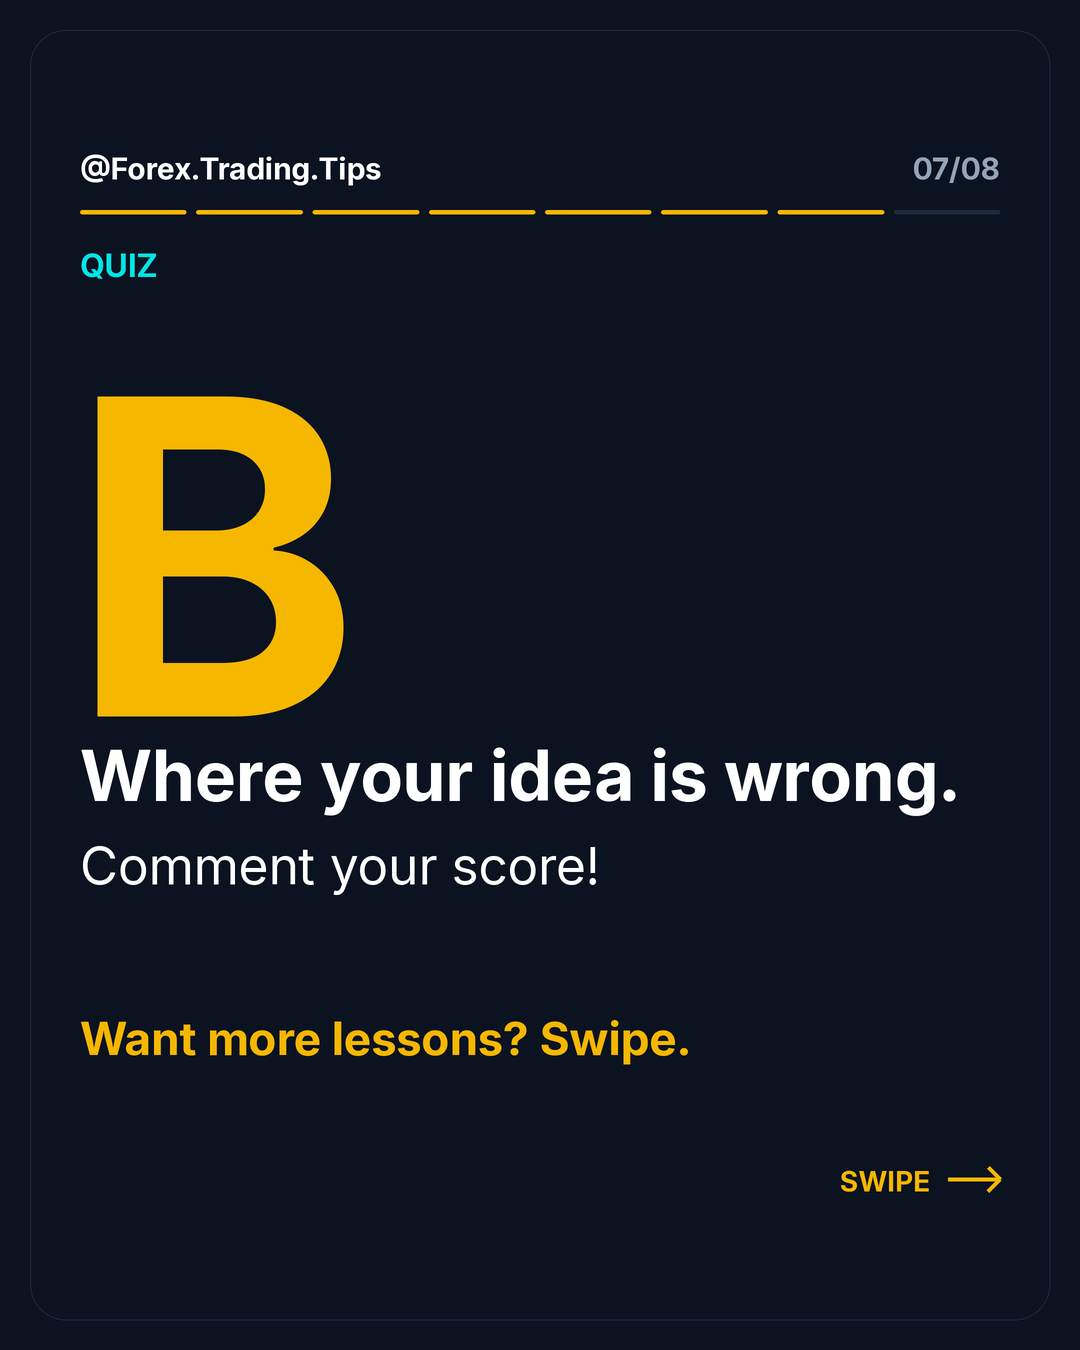 @Forex.Trading.Tips
07/08
QUIZ
B
Where your idea is wrong.
Comment your score!
Want more lessons? Swipe.
SWIPE